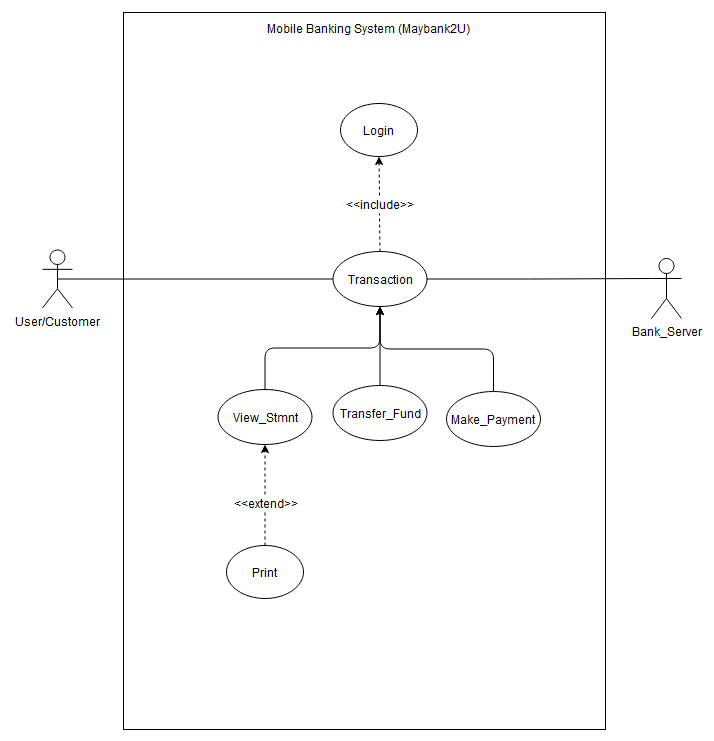 Mobile Banking System (Maybank2U)
Login
<<include>>
Transaction
User/Customer
Bank_Server
View_Stmnt
Transfer_Fund
Make_Payment
<<extend>>
Print